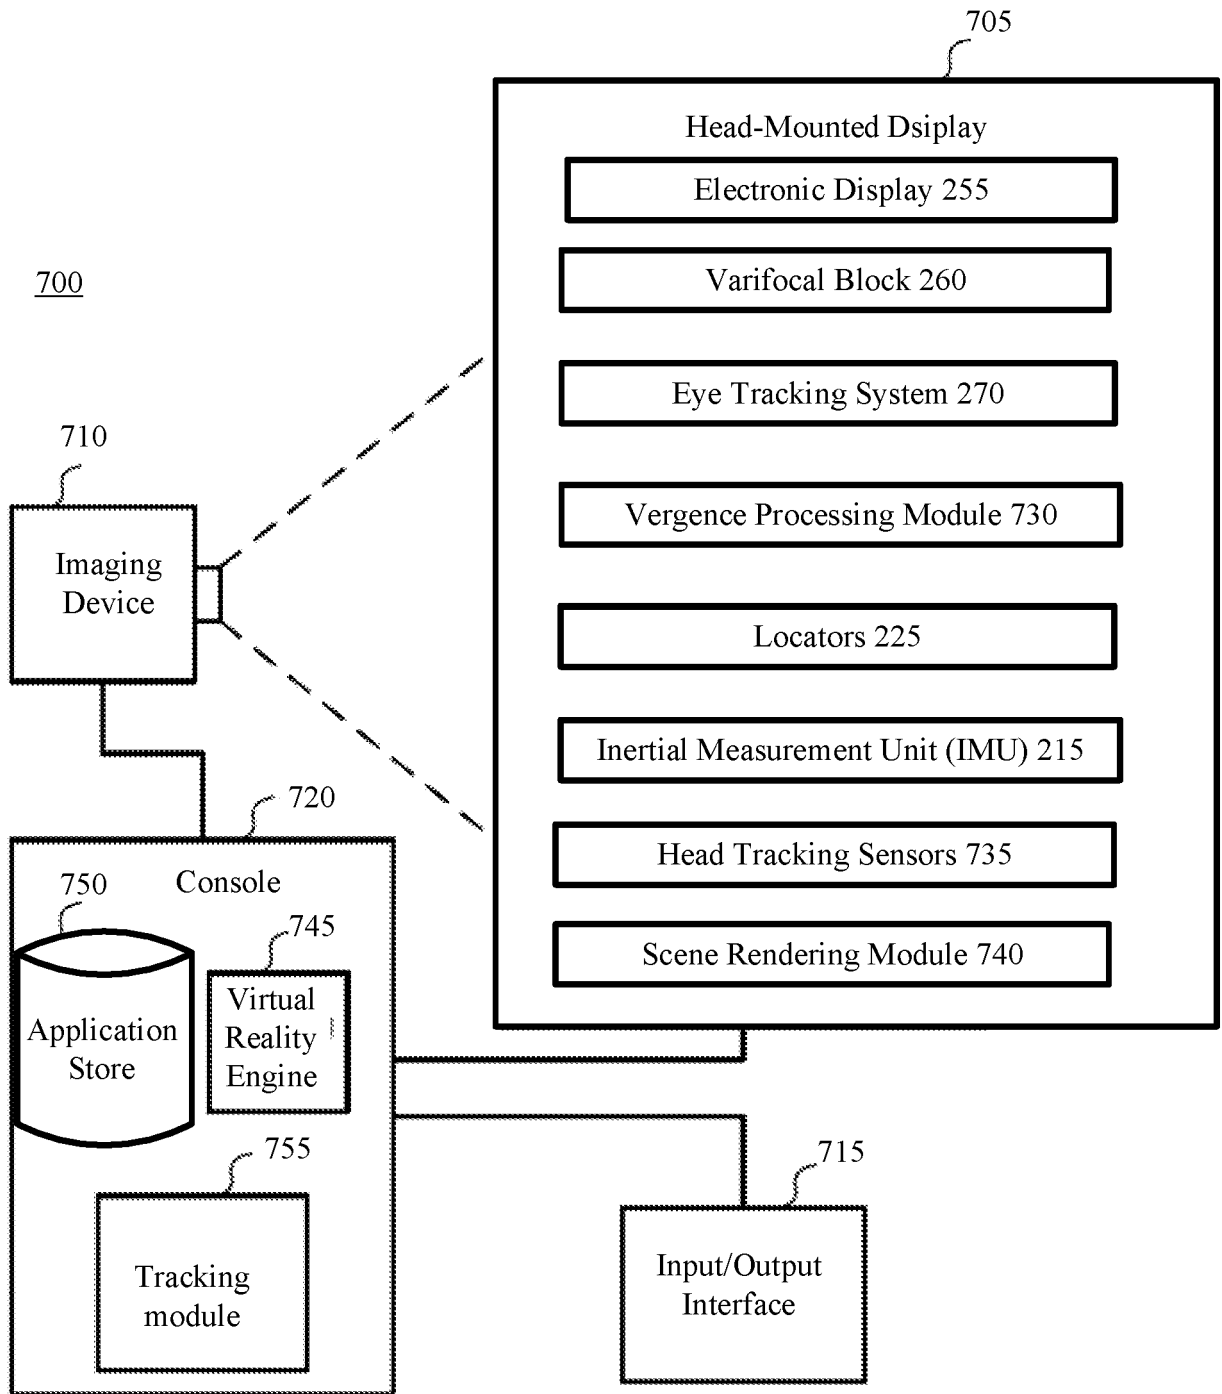 705
Head-Mounted Dsiplay
Electronic Display 255
Varifocal Block 260
Eye Tracking System 270
Vergence Processing Module 730
Locators 225
Inertial Measurement Unit (IMU) 215
Head Tracking Sensors 735
Scene Rendering Module 740
700
710
Imaging
Device
720
Console
750
Application
Store
745
Virtual
Reality
Engine
755
Tracking
module
715
Input/Output
Interface